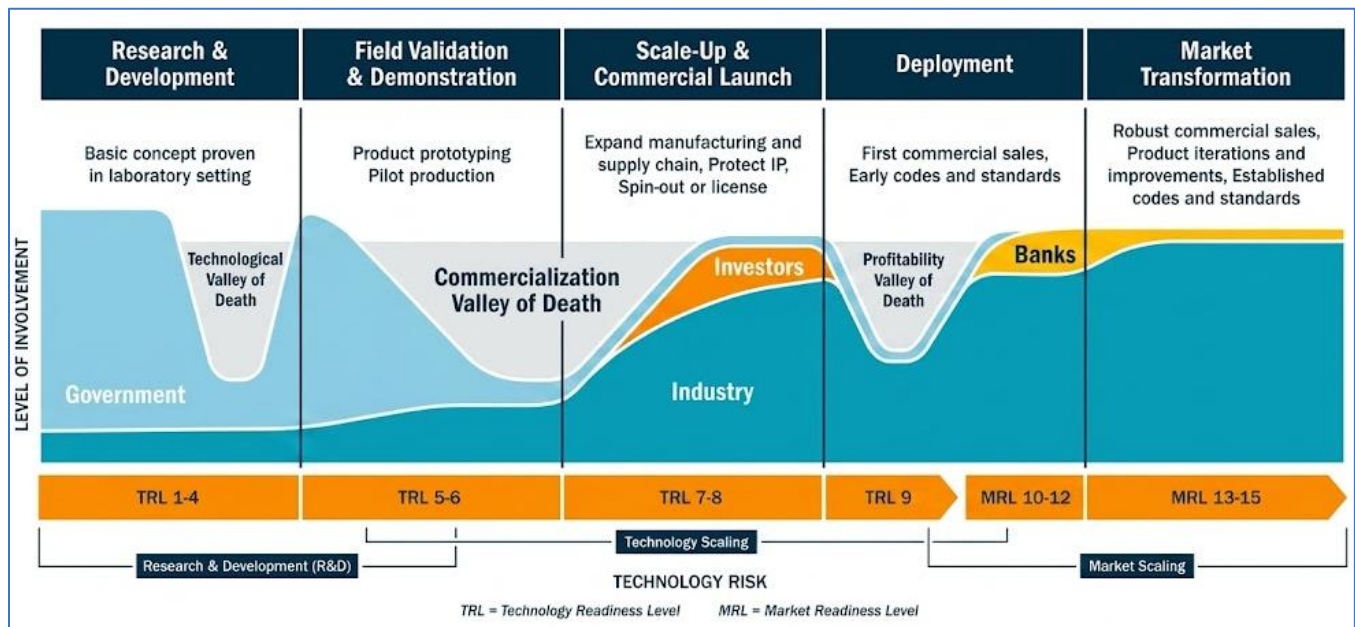 Research &
Development
Field Validation
& Demonstration
Scale-Up &
Commercial Launch
Deployment
Market
Transformation
Basic concept proven
in laboratory setting
Product prototyping
Pilot production
Expand manufacturing and
supply chain, Protect IP,
Spin-out or license
First commercial sales,
Early codes and standards
Robust commercial sales,
Product iterations and
improvements, Established
codes and standards
LEVEL OF INVOLVEMENT
Technological
Valley of
Death
Commercialization
Valley of Death
Investors
Profitability
Valley of
Death
Banks
Government
Industry
TRL 1-4
TRL 5-6
TRL 7-8
TRL 9
MRL 10-12
MRL 13-15
Technology Scaling
Research & Development (R&D)
Market Scaling
TECHNOLOGY RISK
TRL = Technology Readiness Level MRL = Market Readiness Level